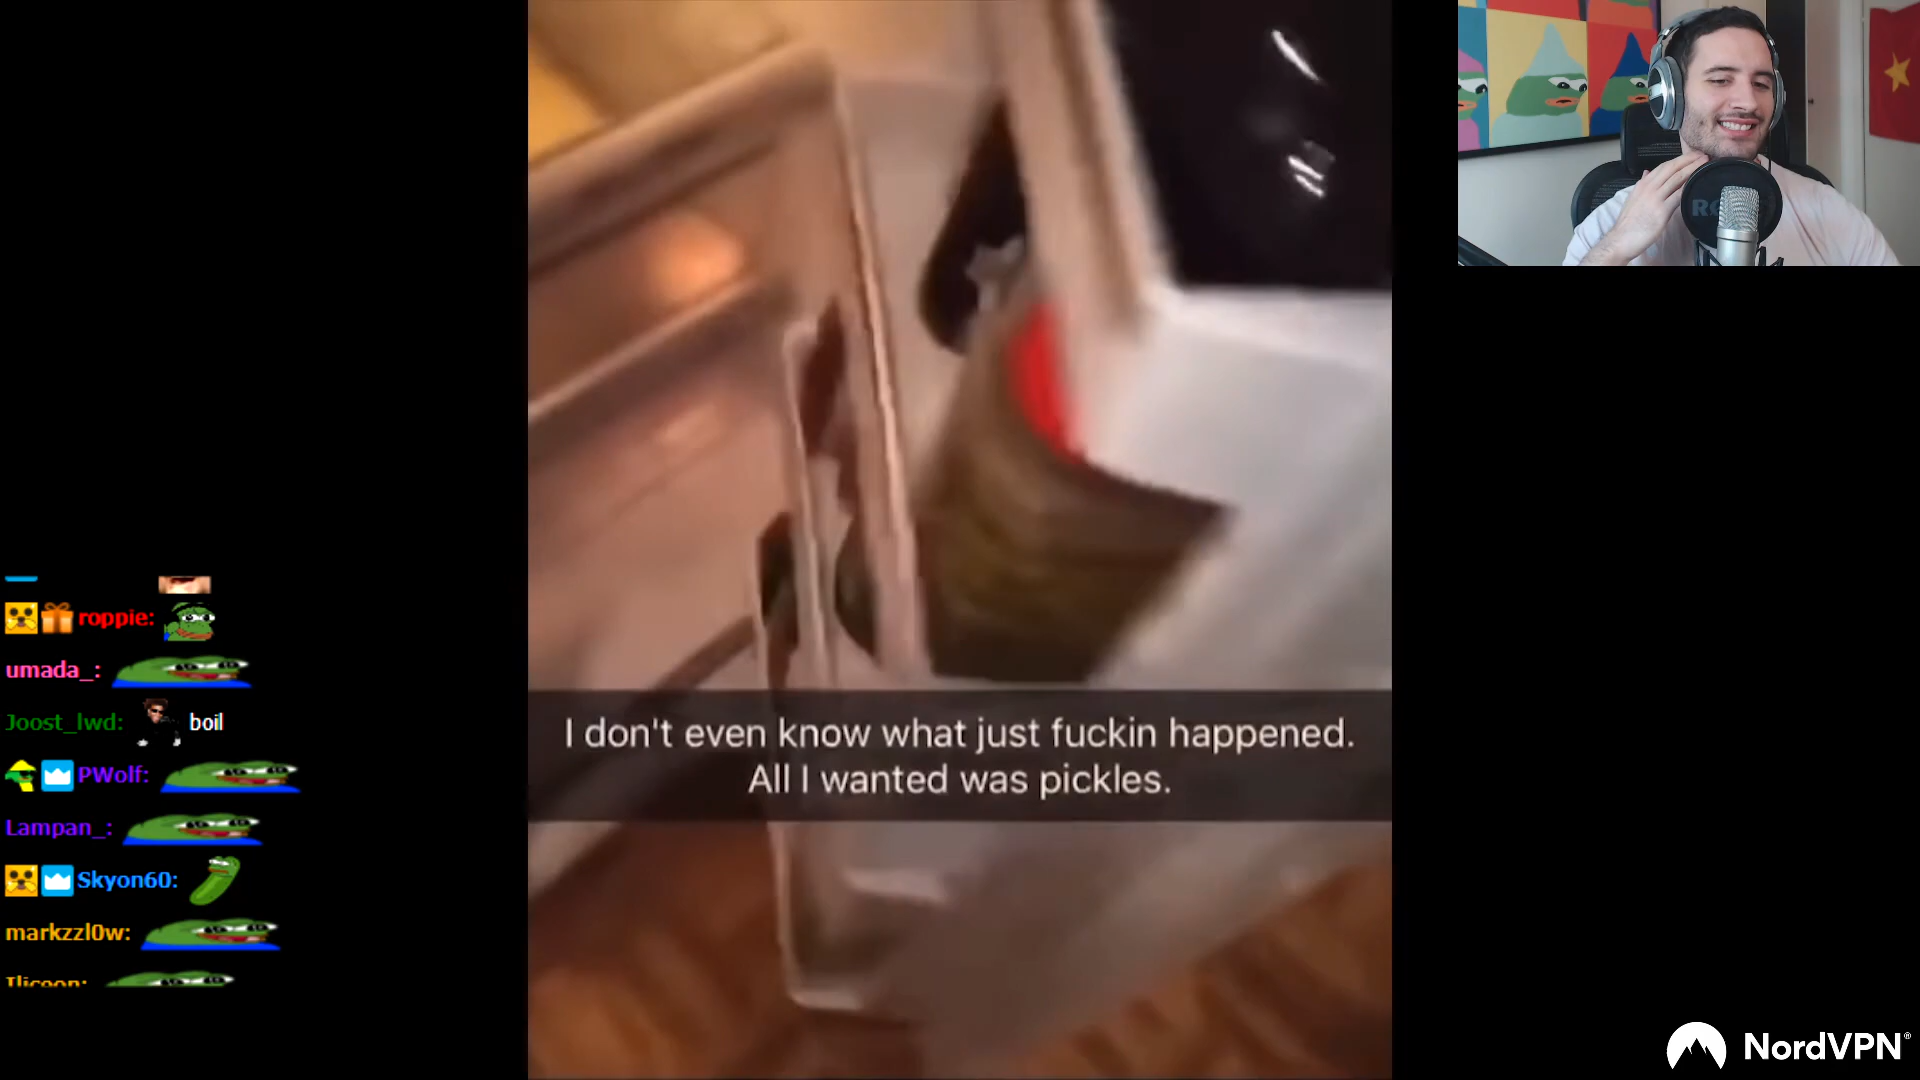 roppie:
umada_:
Joost_lwd: boil
PWolf:
Lampan_:
Skyon60:
markzzl0w:
I don't even know what just fuckin happened.
All I wanted was pickles.
NordVPN®